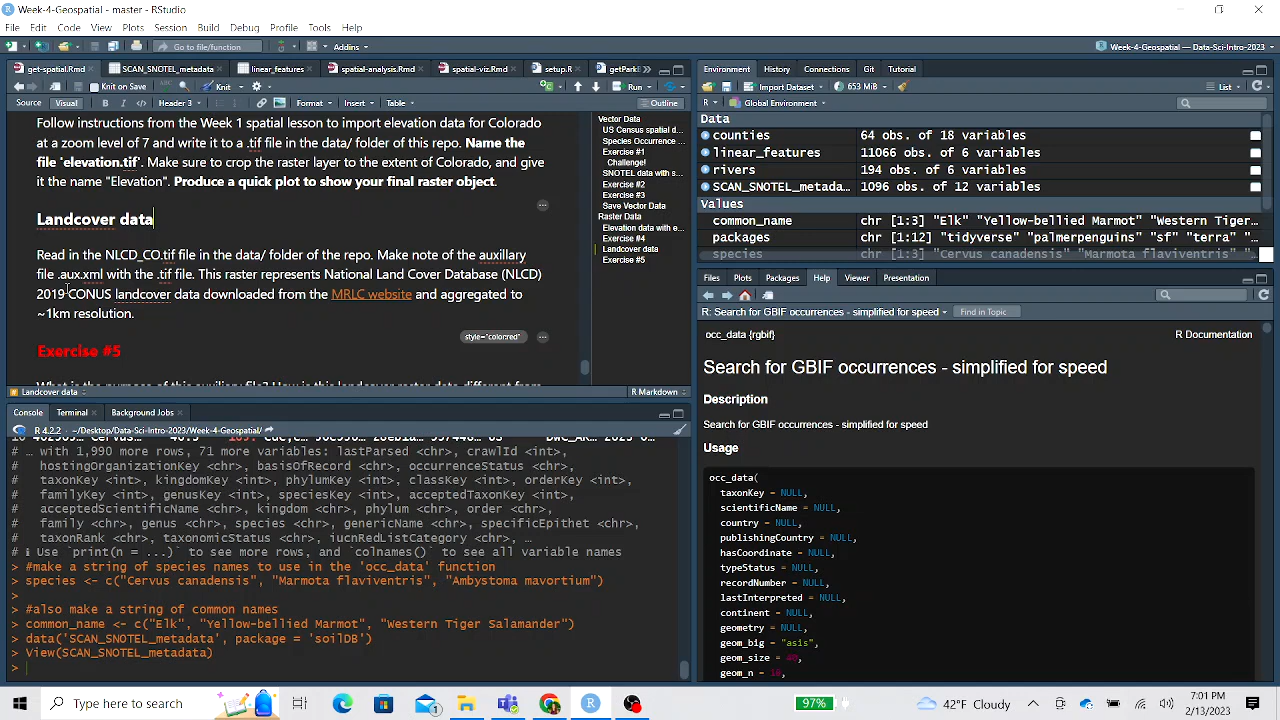 Week-4-Geospatial - master - RStudio
File Edit Code View Plots Session Build Debug Profile Tools Help
Go to file/function Addins Week-4-Geospatial — Data-Sci-Intro-2023
get-spatial.Rmd SCAN_SNOTEL_metadata linear_features spatial-analysis.Rmd spatial-viz.Rmd setup.R getParkB
Knit on Save Knit Run
Source Visual B I Header 3 Format Insert Table Outline
Follow instructions from the Week 1 spatial lesson to import elevation data for Colorado
at a zoom level of 7 and write it to a .tif file in the data/ folder of this repo. Name the
file 'elevation.tif'. Make sure to crop the raster layer to the extent of Colorado, and give
it the name "Elevation". Produce a quick plot to show your final raster object.
Landcover data
Read in the NLCD_CO.tif file in the data/ folder of the repo. Make note of the auxillary
file .aux.xml with the .tif file. This raster represents National Land Cover Database (NLCD)
2019 CONUS landcover data downloaded from the MRLC website and aggregated to
~1km resolution.
style="color:red"
Exercise #5
Vector Data
US Census spatial d
Species Occurrence
Exercise #1
Challenge!
SNOTEL data with s
Exercise #2
Exercise #3
Save Vector Data
Raster Data
Elevation data with e
Exercise #4
Landcover data
Exercise #5
Landcover data R Markdown
Console Terminal Background Jobs
R 4.2.2 · ~/Desktop/Data-Sci-Intro-2023/Week-4-Geospatial/
# … with 1,990 more rows, 71 more variables: lastParsed <chr>, crawlId <int>,
# hostingOrganizationKey <chr>, basisOfRecord <chr>, occurrenceStatus <chr>,
# taxonKey <int>, kingdomKey <int>, phylumKey <int>, classKey <int>, orderKey <int>,
# familyKey <int>, genusKey <int>, speciesKey <int>, acceptedTaxonKey <int>,
# acceptedScientificName <chr>, kingdom <chr>, phylum <chr>, order <chr>,
# family <chr>, genus <chr>, species <chr>, genericName <chr>, specificEpithet <chr>,
# taxonRank <chr>, taxonomicStatus <chr>, iucnRedListCategory <chr>, …
# ℹ Use `print(n = ...)` to see more rows, and `colnames()` to see all variable names
> #make a string of species names to use in the 'occ_data' function
> species <- c("Cervus canadensis", "Marmota flaviventris", "Ambystoma mavortium")
>
> #also make a string of common names
> common_name <- c("Elk", "Yellow-bellied Marmot", "Western Tiger Salamander")
> data('SCAN_SNOTEL_metadata', package = 'soilDB')
> View(SCAN_SNOTEL_metadata)
>
Environment History Connections Git Tutorial
Import Dataset 653 MiB List
R Global Environment
Data
counties 64 obs. of 18 variables
linear_features 11066 obs. of 6 variables
rivers 194 obs. of 6 variables
SCAN_SNOTEL_metada… 1096 obs. of 12 variables
Values
common_name chr [1:3] "Elk" "Yellow-bellied Marmot" "Western Tiger…
packages chr [1:12] "tidyverse" "palmerpenguins" "sf" "terra" …
species chr [1:3] "Cervus canadensis" "Marmota flaviventris" …
Files Plots Packages Help Viewer Presentation
R: Search for GBIF occurrences - simplified for speed Find in Topic
occ_data {rgbif} R Documentation
Search for GBIF occurrences - simplified for speed
Description
Search for GBIF occurrences - simplified for speed
Usage
occ_data(
taxonKey = NULL,
scientificName = NULL,
country = NULL,
publishingCountry = NULL,
hasCoordinate = NULL,
typeStatus = NULL,
recordNumber = NULL,
lastInterpreted = NULL,
continent = NULL,
geometry = NULL,
geom_big = "asis",
geom_size = 40,
geom_n = 10,
Type here to search 97% 42°F Cloudy 7:01 PM
2/13/2023